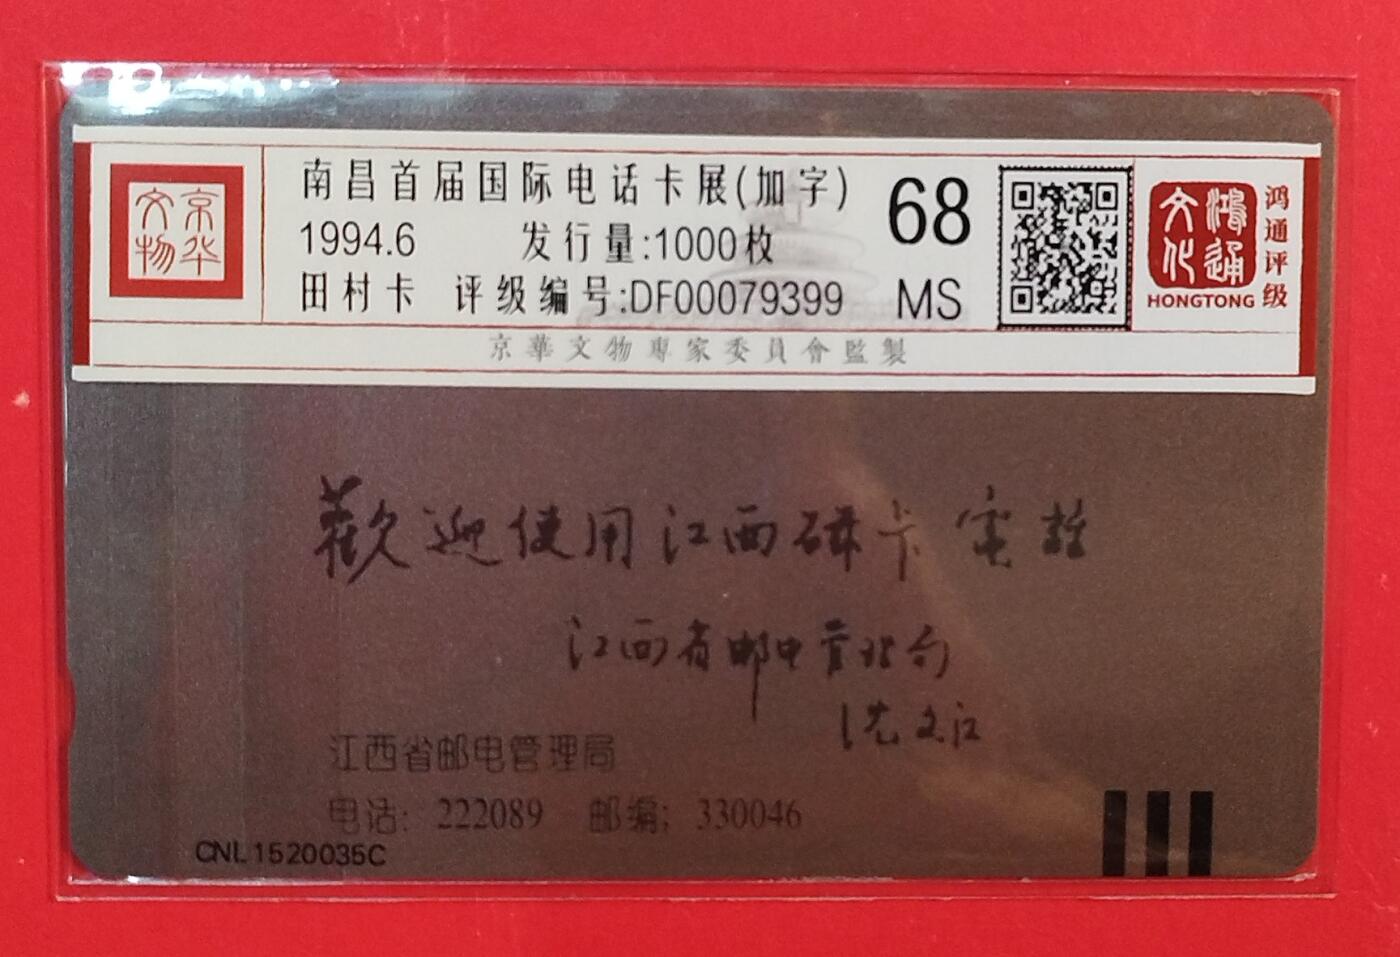 京华文物
南昌首届国际电话卡展(加字)
1994.6 发行量:1000枚
田村卡 评级编号:DF00079399
68
MS
鸿通文化
HONGTONG
鸿通评级
京華文物專家委員會監製
歡迎使用江西磁卡電話
江西省邮电管理局
江西省邮电管理局
电话: 222089 邮编: 330046
CNL1520035C